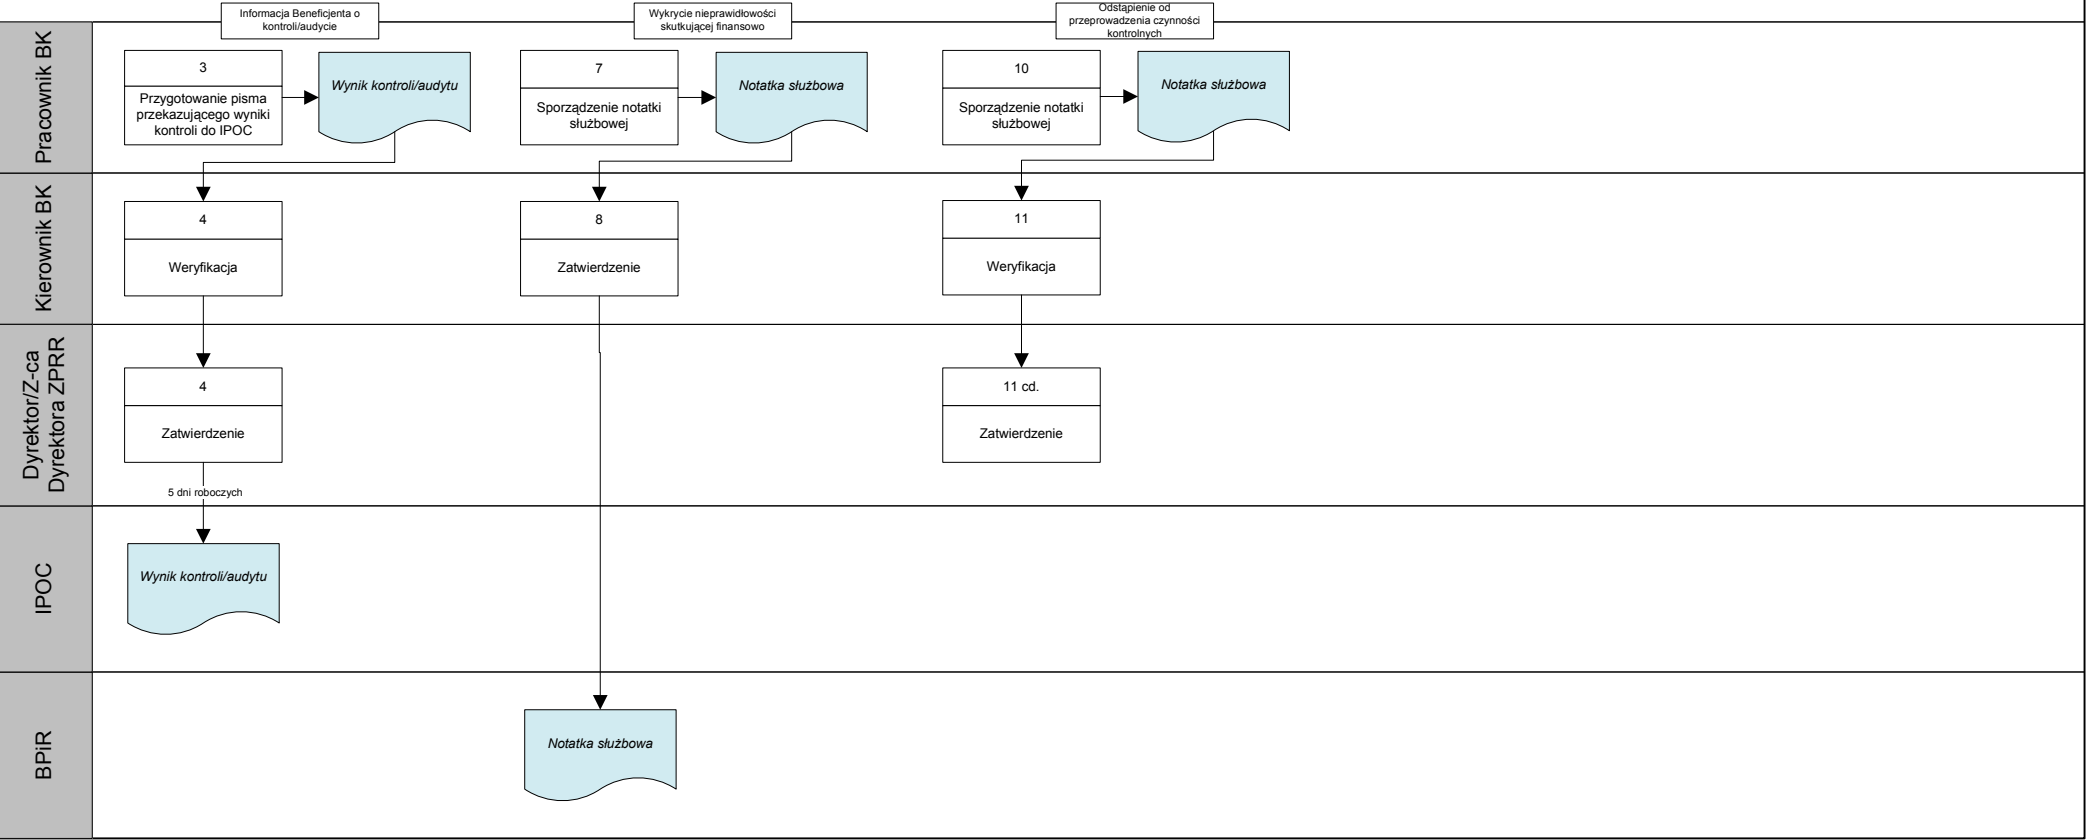 Informacja Beneficjenta o
kontroli/audycie
Wykrycie nieprawidłowości
skutkującej finansowo
Odstąpienie od
przeprowadzenia czynności
kontrolnych
Pracownik BK
3
Przygotowanie pisma
przekazującego wyniki
kontroli do IPOC
Wynik kontroli/audytu
7
Sporządzenie notatki
służbowej
Notatka służbowa
10
Sporządzenie notatki
służbowej
Notatka służbowa
Kierownik BK
4
Weryfikacja
8
Zatwierdzenie
11
Weryfikacja
Dyrektor/Z-ca
Dyrektora ZPRR
4
Zatwierdzenie
11 cd.
Zatwierdzenie
5 dni roboczych
IPOC
Wynik kontroli/audytu
BPiR
Notatka służbowa